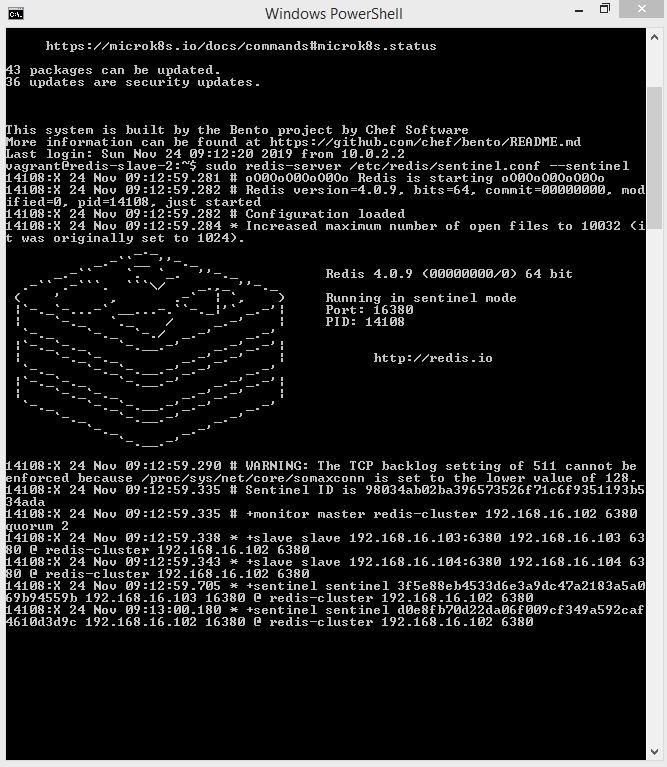 Windows PowerShell
https://microk8s.io/docs/commands#microk8s.status
43 packages can be updated.
36 updates are security updates.
This system is built by the Bento project by Chef Software
More information can be found at https://github.com/chef/bento/README.md
Last login: Sun Nov 24 09:12:20 2019 from 10.0.2.2
vagrant@redis-slave-2:~$ sudo redis-server /etc/redis/sentinel.conf --sentinel
14108:X 24 Nov 09:12:59.281 # oO0OoO0OoO0Oo Redis is starting oO0OoO0OoO0Oo
14108:X 24 Nov 09:12:59.282 # Redis version=4.0.9, bits=64, commit=00000000, mod
ified=0, pid=14108, just started
14108:X 24 Nov 09:12:59.282 # Configuration loaded
14108:X 24 Nov 09:12:59.284 * Increased maximum number of open files to 10032 (i
t was originally set to 1024).
Redis 4.0.9 (00000000/0) 64 bit
Running in sentinel mode
Port: 16380
PID: 14108
http://redis.io
14108:X 24 Nov 09:12:59.290 # WARNING: The TCP backlog setting of 511 cannot be
enforced because /proc/sys/net/core/somaxconn is set to the lower value of 128.
14108:X 24 Nov 09:12:59.335 # Sentinel ID is 98034ab02ba396573526f71c6f9351193b5
34ada
14108:X 24 Nov 09:12:59.335 # +monitor master redis-cluster 192.168.16.102 6380
quorum 2
14108:X 24 Nov 09:12:59.338 * +slave slave 192.168.16.103:6380 192.168.16.103 63
80 @ redis-cluster 192.168.16.102 6380
14108:X 24 Nov 09:12:59.343 * +slave slave 192.168.16.104:6380 192.168.16.104 63
80 @ redis-cluster 192.168.16.102 6380
14108:X 24 Nov 09:12:59.705 * +sentinel sentinel 3f5e88eb4533d6e3a9dc47a2183a5a0
69b94559b 192.168.16.103 16380 @ redis-cluster 192.168.16.102 6380
14108:X 24 Nov 09:13:00.180 * +sentinel sentinel d0e8fb70d22da06f009cf349a592caf
4610d3d9c 192.168.16.102 16380 @ redis-cluster 192.168.16.102 6380